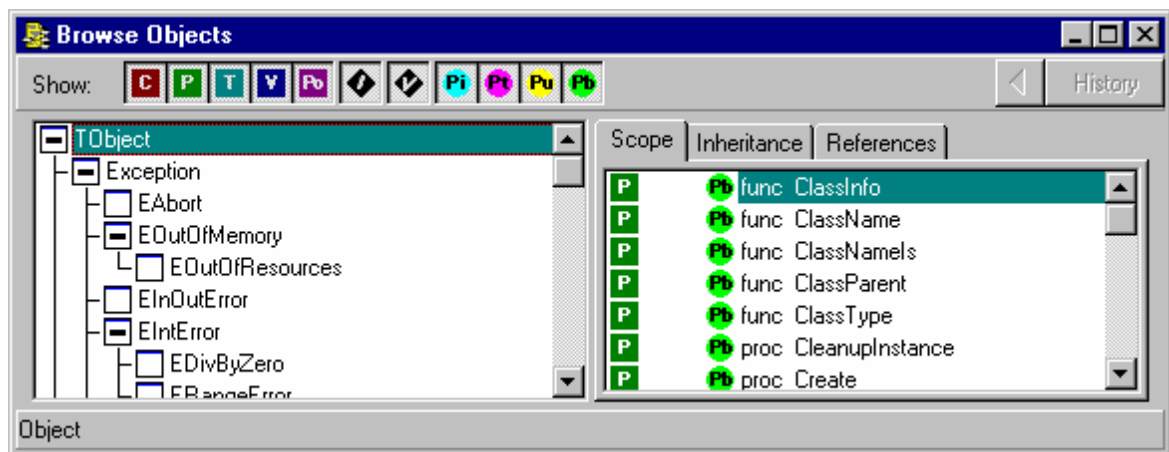 Browse Objects
Show: C P T V Po I V Pi Pt Pu Pb History
TObject
Exception
EAbort
EOutOfMemory
EOutOfResources
EInOutError
EIntError
EDivByZero
ERangeError
Scope Inheritance References
P Pb func ClassInfo
P Pb func ClassName
P Pb func ClassNameIs
P Pb func ClassParent
P Pb func ClassType
P Pb proc CleanupInstance
P Pb proc Create
Object